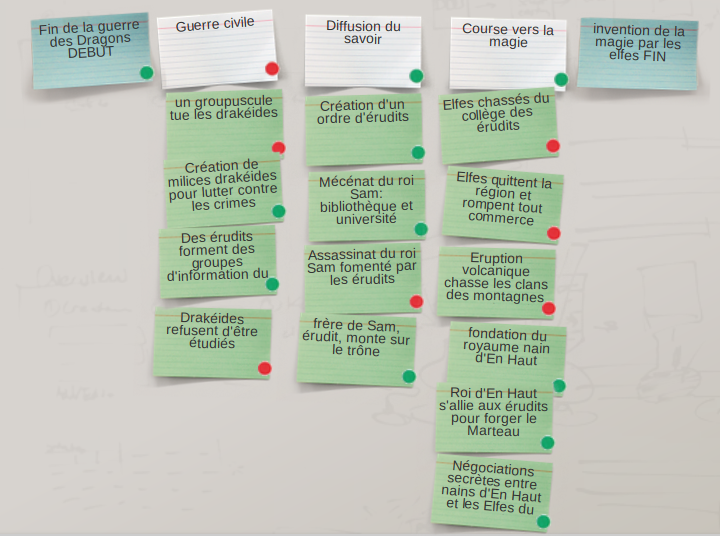 Fin de la guerre
des Dragons
DEBUT
Guerre civile
un groupuscule
tue les drakéides
Création de
milices drakéides
pour lutter contre
les crimes
Des érudits
forment des
groupes
d'information du
Drakéides
refusent d'être
étudiés
Diffusion du
savoir
Création d'un
ordre d'érudits
Mécénat du roi
Sam:
bibliothèque et
université
Assassinat du roi
Sam fomenté par
les érudits
frère de Sam,
érudit, monte sur
le trône
Course vers la
magie
Elfes chassés du
collège des
érudits
Elfes quittent la
région et
rompent tout
commerce
Eruption
volcanique
chasse les clans
des montagnes
fondation du
royaume nain
d'En Haut
Roi d'En Haut
s'allie aux érudits
pour forger le
Marteau
Négociations
secrètes entre
nains d'En Haut
et les Elfes du
invention de la
magie par les
elfes FIN